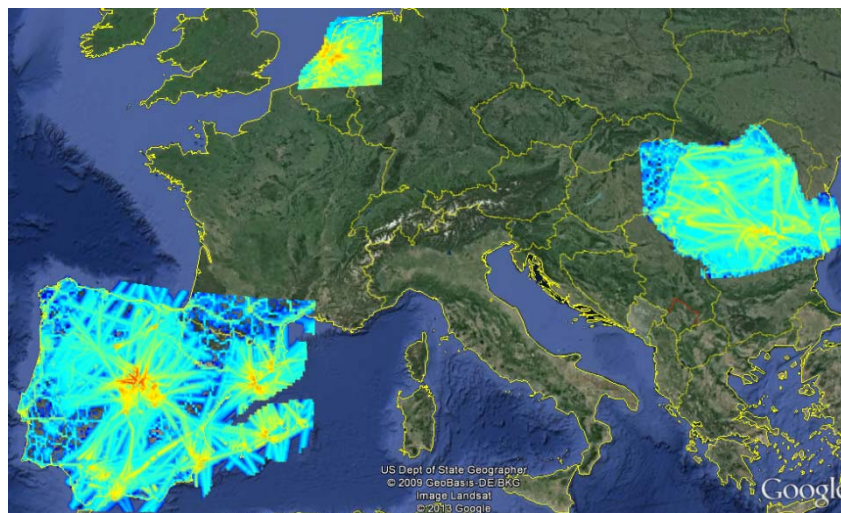 US Dept of State Geographer
© 2009 GeoBasis-DE/BKG
Image Landsat
© 2013 Google
Google